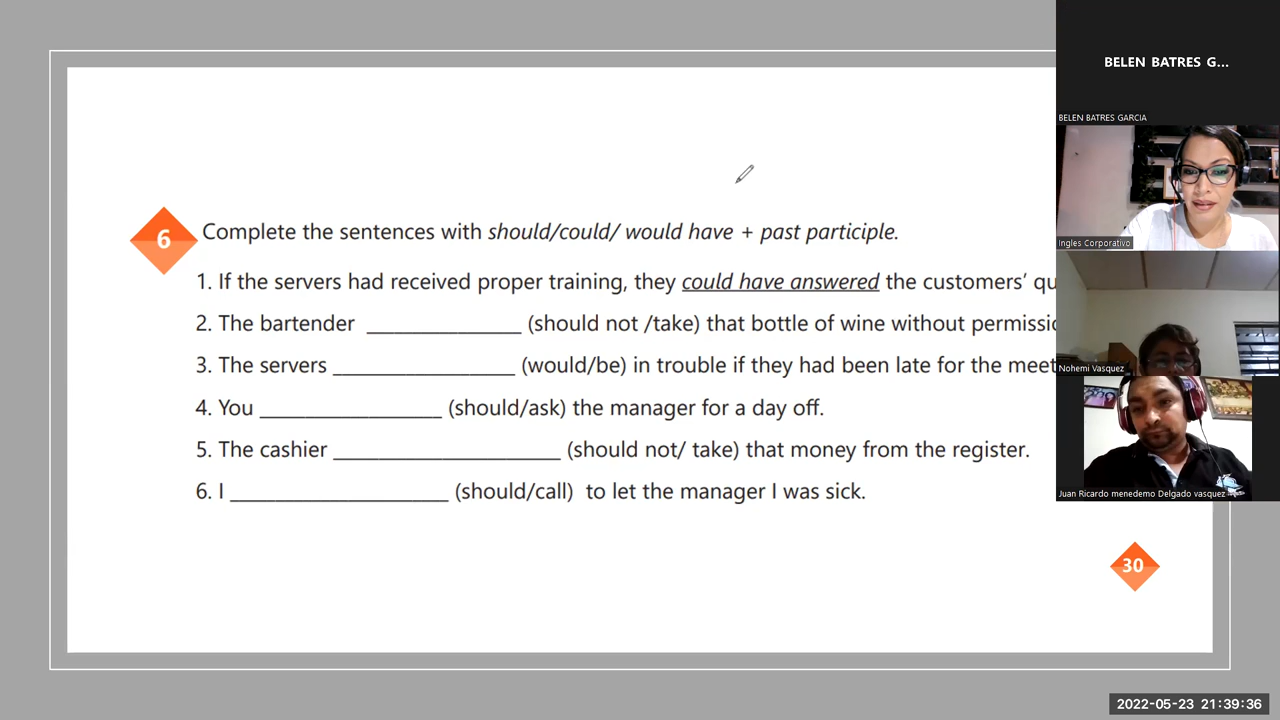 BELEN BATRES G...
BELEN BATRES GARCIA
Ingles Corporativo
Nohemi Vasquez
Juan Ricardo menedemo Delgado vasquez
6 Complete the sentences with should/could/ would have + past participle.
1. If the servers had received proper training, they could have answered the customers’ qu
2. The bartender ______________ (should not /take) that bottle of wine without permissi
3. The servers ________________ (would/be) in trouble if they had been late for the meet
4. You ________________ (should/ask) the manager for a day off.
5. The cashier ____________________ (should not/ take) that money from the register.
6. I ___________________ (should/call) to let the manager I was sick.
30
2022-05-23 21:39:36